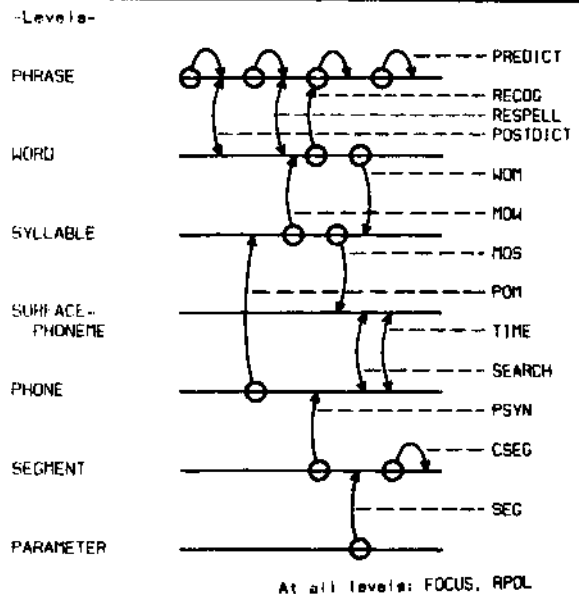 -Levels-
PREDICT
PHRASE
RECOG
RESPELL
POSTDICT
WORD
WOM
MOW
SYLLABLE
MOS
POM
SURFACE-
PHONEME
TIME
SEARCH
PHONE
PSYN
CSEG
SEGMENT
SEG
PARAMETER
At all levels: FOCUS, RPOL